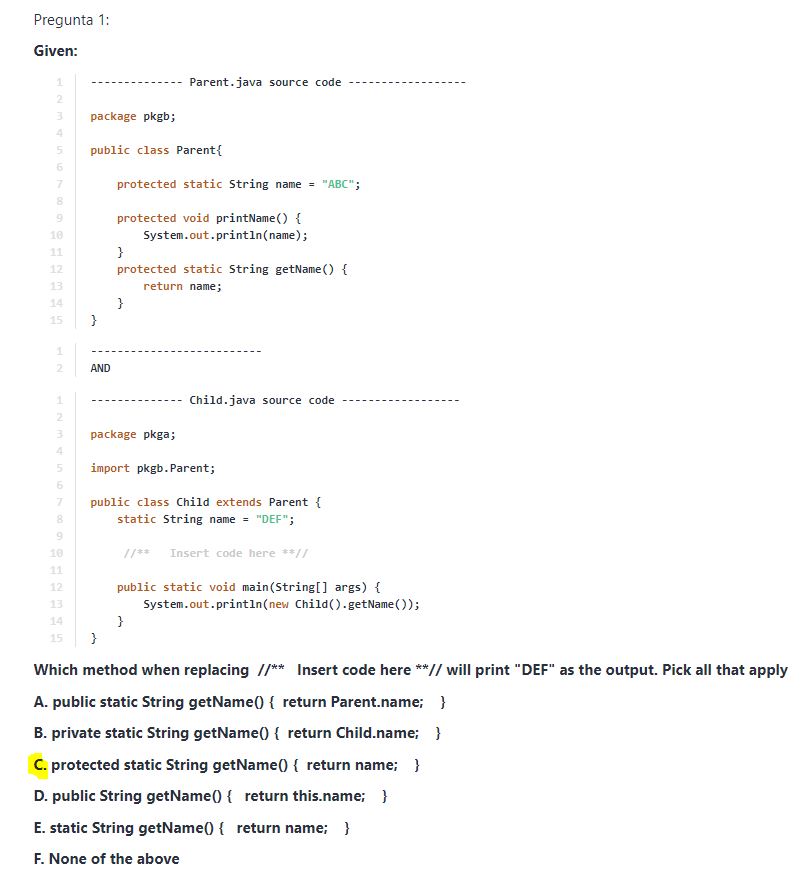 Pregunta 1:
Given:
1 -------------- Parent.java source code ------------------
2
3 package pkgb;
4
5 public class Parent{
6
7 protected static String name = "ABC";
8
9 protected void printName() {
10 System.out.println(name);
11 }
12 protected static String getName() {
13 return name;
14 }
15 }
1 --------------------------
2 AND
1 -------------- Child.java source code ------------------
2
3 package pkga;
4
5 import pkgb.Parent;
6
7 public class Child extends Parent {
8 static String name = "DEF";
9
10 //** Insert code here **//
11
12 public static void main(String[] args) {
13 System.out.println(new Child().getName());
14 }
15 }
Which method when replacing //** Insert code here **// will print "DEF" as the output. Pick all that apply
A. public static String getName() { return Parent.name; }
B. private static String getName() { return Child.name; }
C. protected static String getName() { return name; }
D. public String getName() { return this.name; }
E. static String getName() { return name; }
F. None of the above